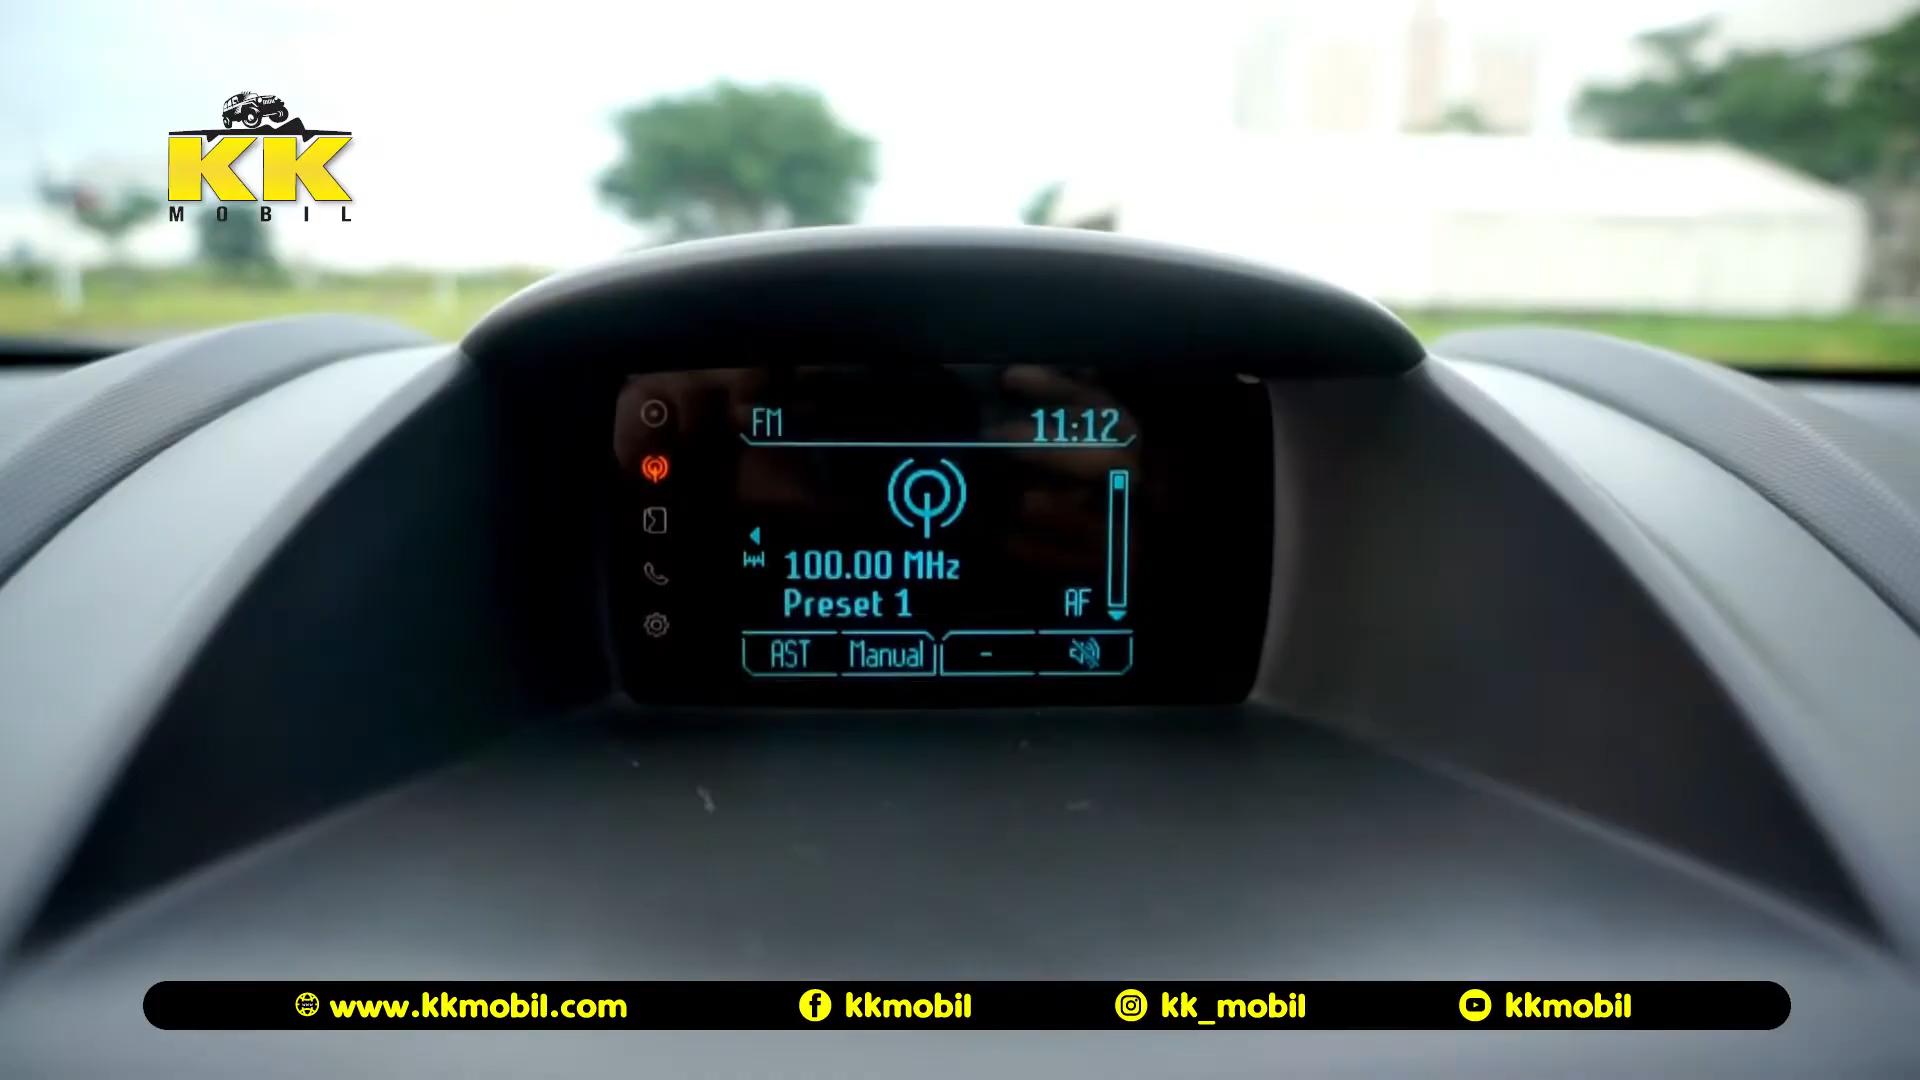 KK
MOBIL
FM
11:12
100.00 MHz
Preset 1
AF
AST
Manual
-
www.kkmobil.com
kkmobil
kk_mobil
kkmobil